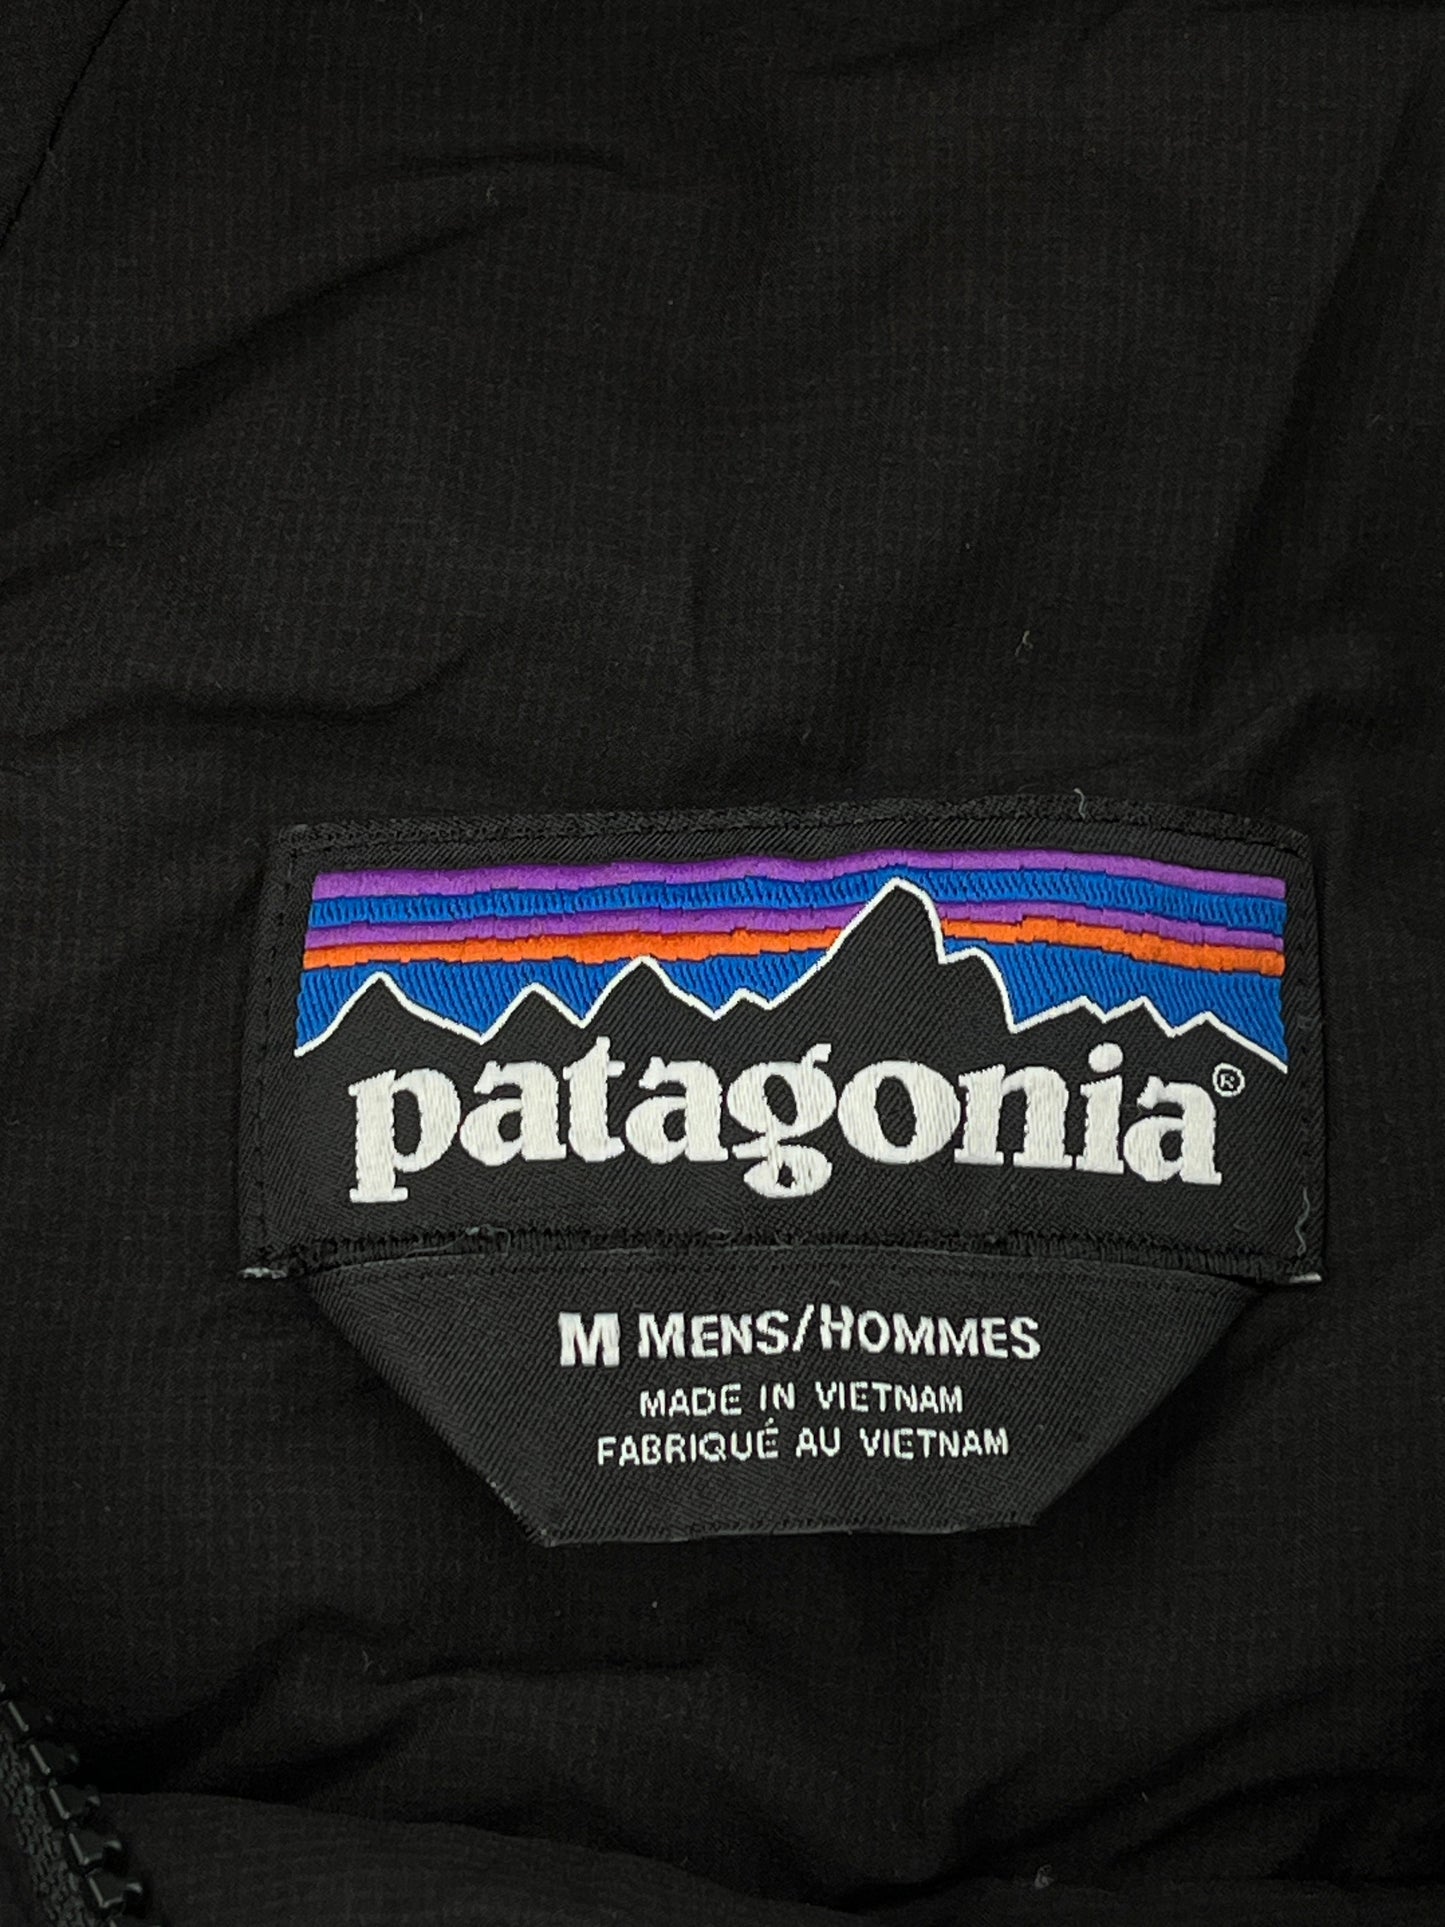 patagonia®
M MENS/HOMMES
MADE IN VIETNAM
FABRIQUÉ AU VIETNAM